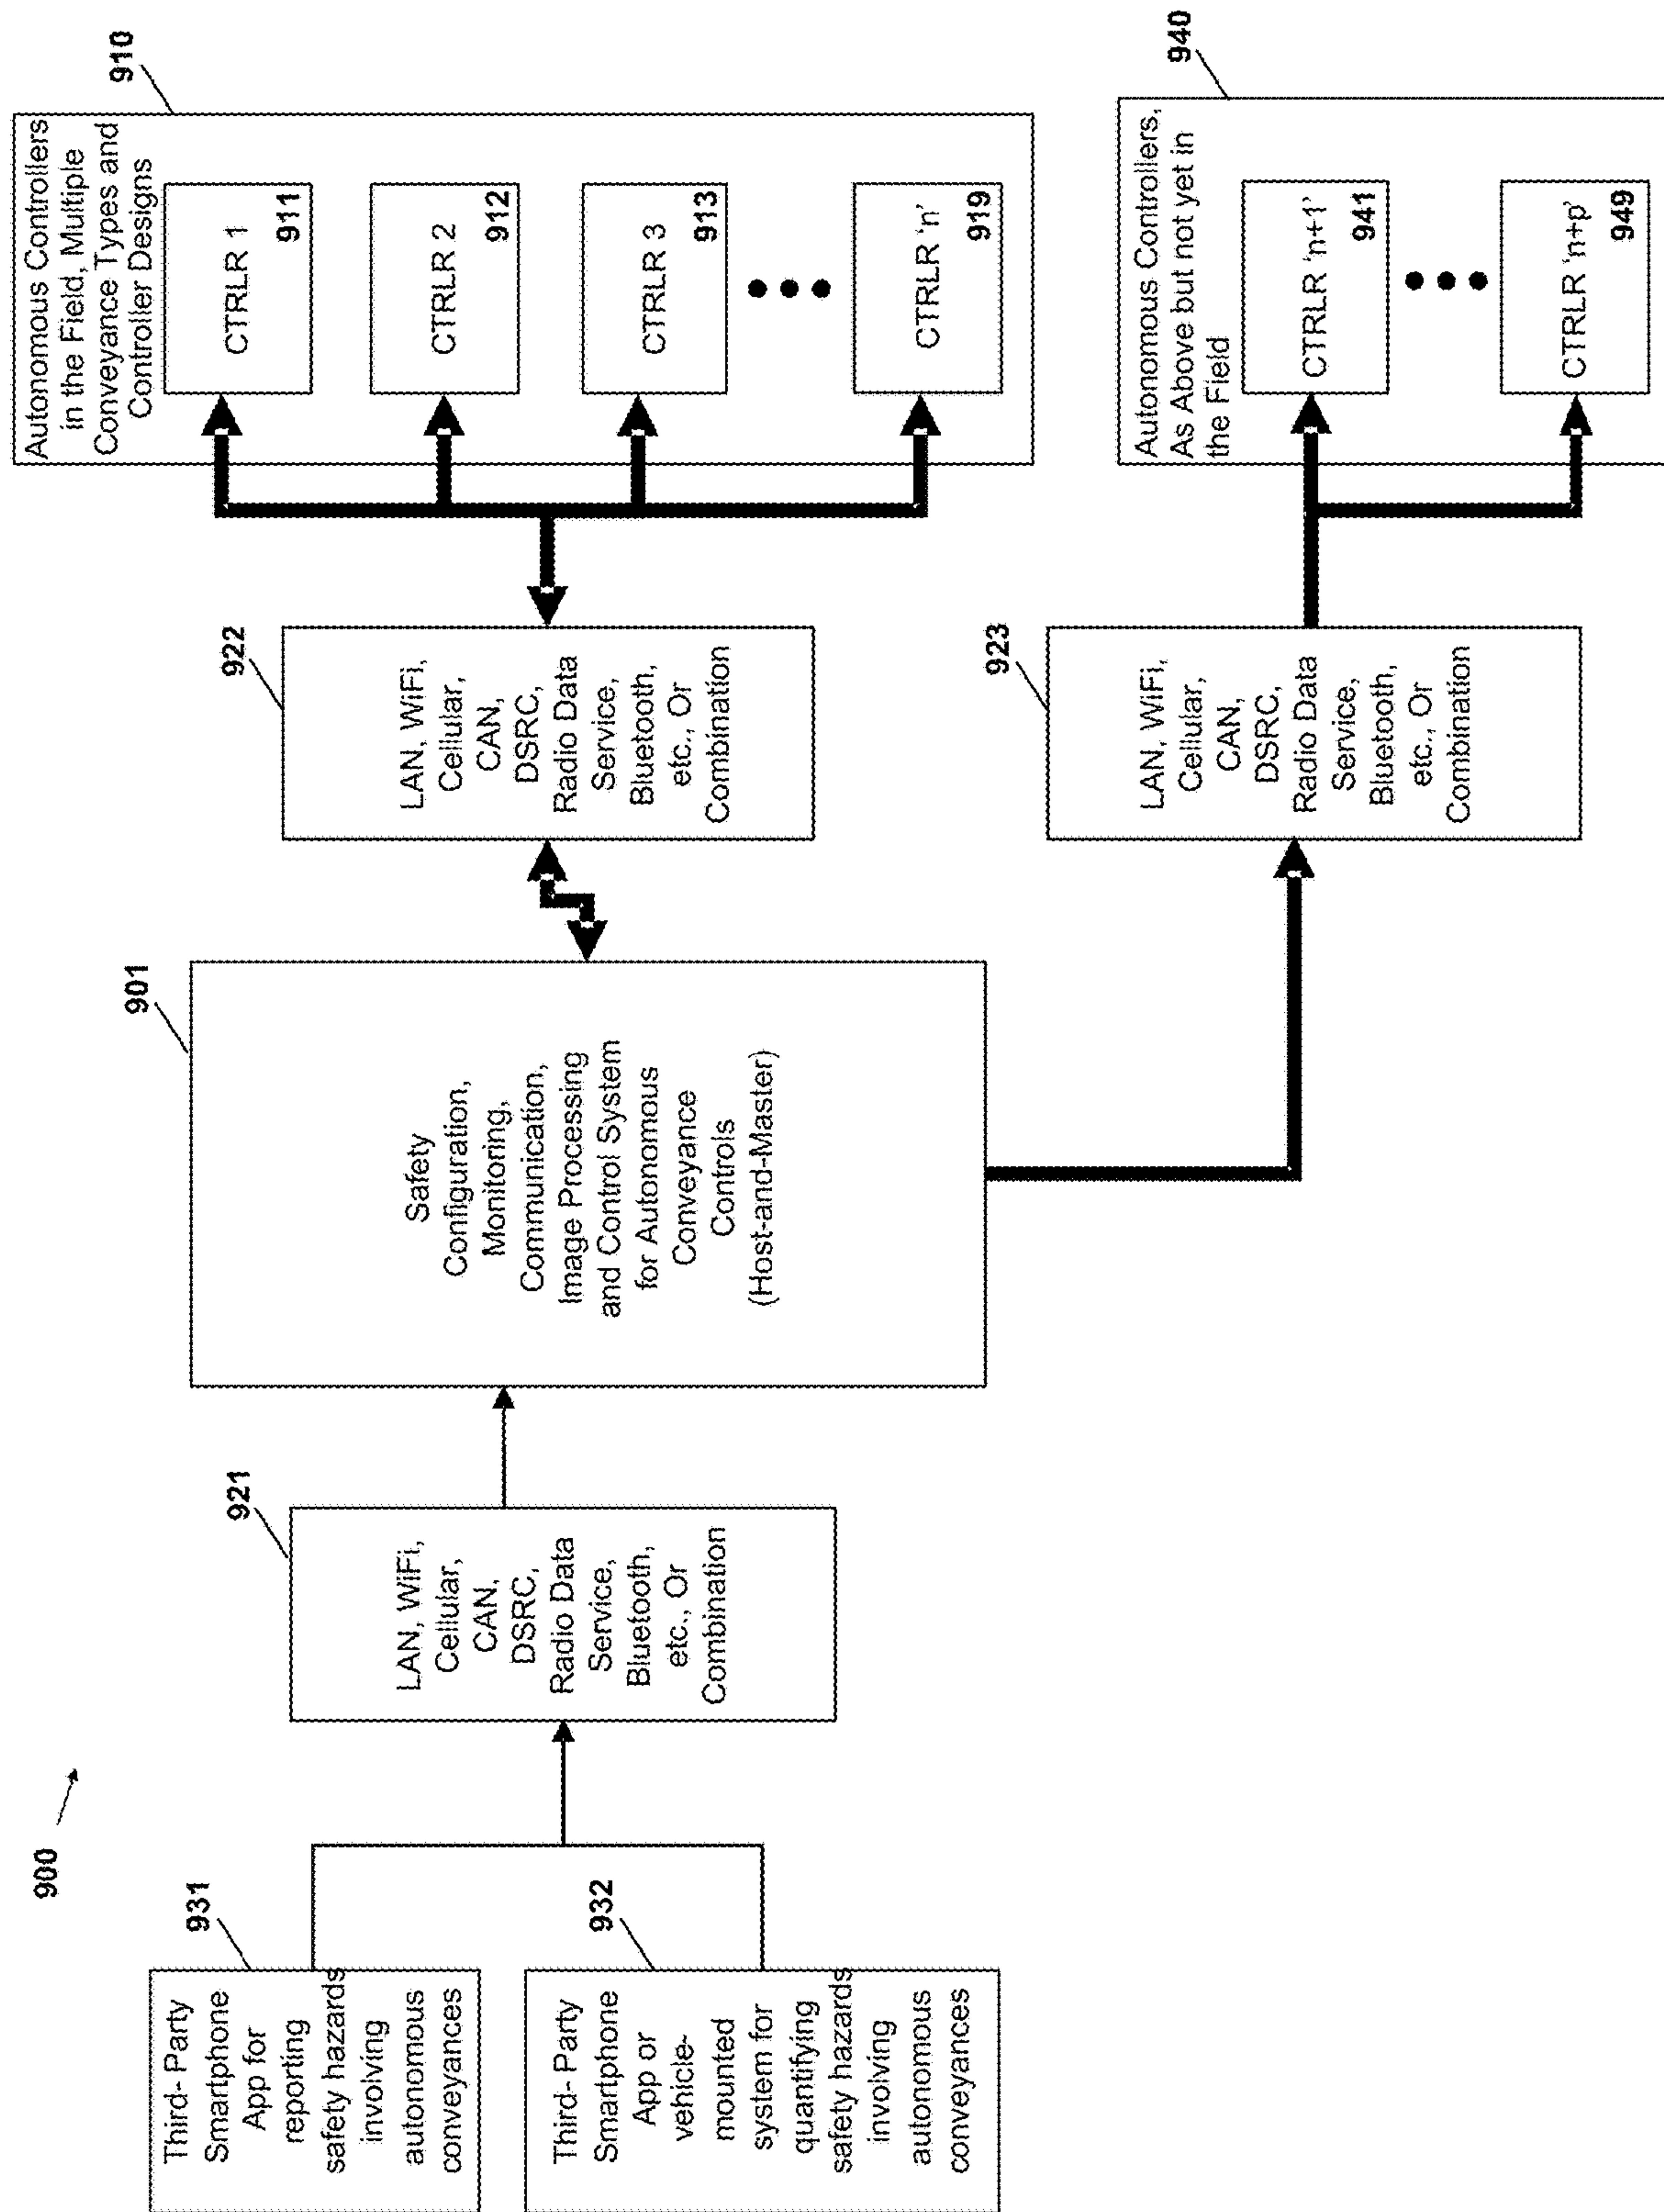 900
931
Third- Party
Smartphone
App for
reporting
safety hazards
involving
autonomous
conveyances
932
Third- Party
Smartphone
App or
vehicle-
mounted
system for
quantifying
safety hazards
involving
autonomous
conveyances
921
LAN, WiFi,
Cellular,
CAN,
DSRC,
Radio Data
Service,
Bluetooth,
etc., Or
Combination
901
Safety
Configuration,
Monitoring,
Communication,
Image Processing
and Control System
for Autonomous
Conveyance
Controls
(Host-and-Master)
922
LAN, WiFi,
Cellular,
CAN,
DSRC,
Radio Data
Service,
Bluetooth,
etc., Or
Combination
923
LAN, WiFi,
Cellular,
CAN,
DSRC,
Radio Data
Service,
Bluetooth,
etc., Or
Combination
910
Autonomous Controllers
in the Field, Multiple
Conveyance Types and
Controller Designs
CTRLR 1
911
CTRLR 2
912
CTRLR 3
913
CTRLR 'n'
919
940
Autonomous Controllers,
As Above but not yet in
the Field
CTRLR 'n+1'
941
CTRLR 'n+p'
949